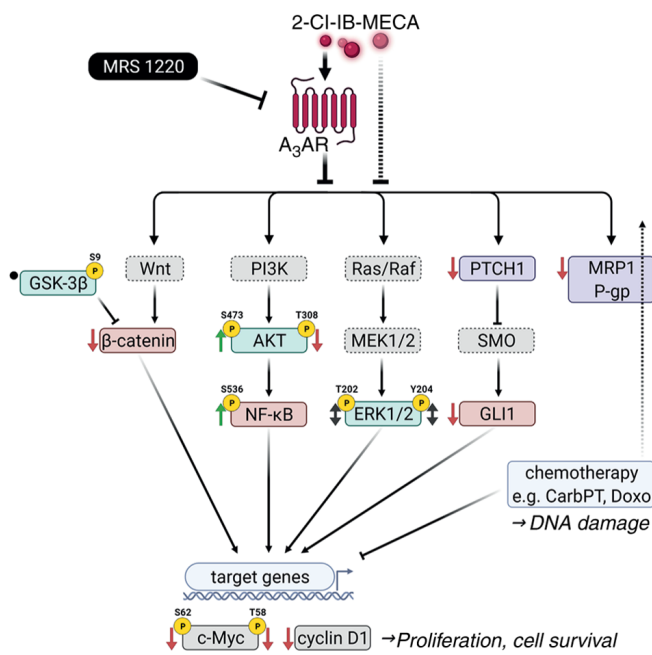 2-Cl-IB-MECA
MRS 1220
A3AR
S9
P
GSK-3β
Wnt
PI3K
Ras/Raf
PTCH1
MRP1
P-gp
S473
T308
P
P
β-catenin
AKT
MEK1/2
SMO
S536
T202
Y204
P
P
P
NF-κB
ERK1/2
GLI1
chemotherapy
e.g. CarbPT, Doxo
→ DNA damage
target genes
S62
T58
P
P
c-Myc
cyclin D1
→Proliferation, cell survival